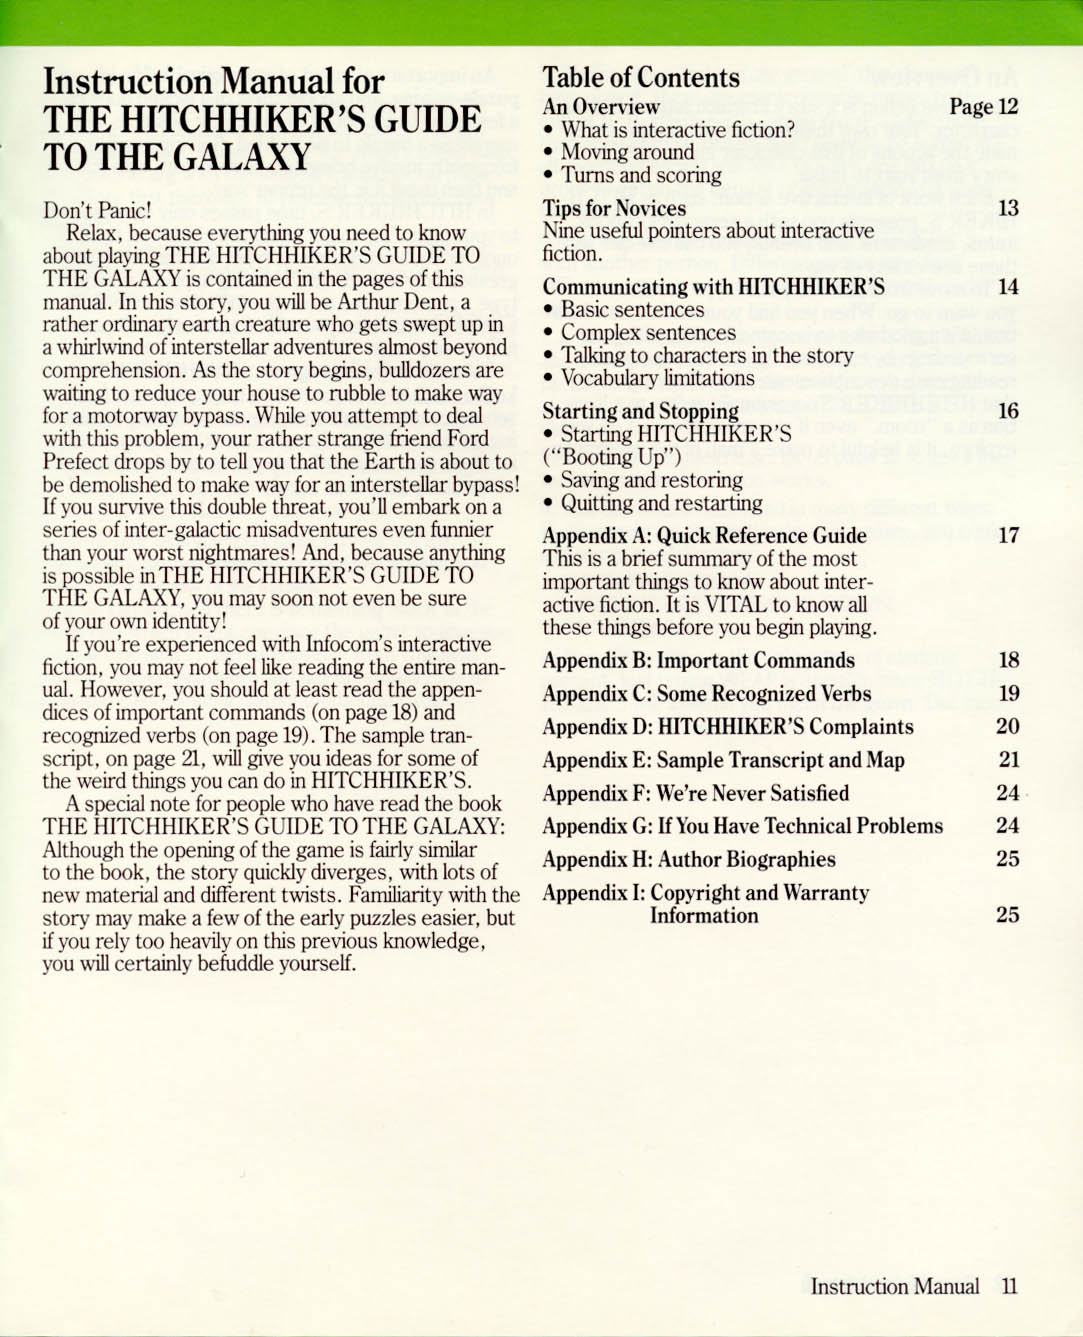 Instruction Manual for
THE HITCHHIKER'S GUIDE
TO THE GALAXY
Don't Panic!
Relax, because everything you need to know
about playing THE HITCHHIKER'S GUIDE TO
THE GALAXY is contained in the pages of this
manual. In this story, you will be Arthur Dent, a
rather ordinary earth creature who gets swept up in
a whirlwind of interstellar adventures almost beyond
comprehension. As the story begins, bulldozers are
waiting to reduce your house to rubble to make way
for a motorway bypass. While you attempt to deal
with this problem, your rather strange friend Ford
Prefect drops by to tell you that the Earth is about to
be demolished to make way for an interstellar bypass!
If you survive this double threat, you'll embark on a
series of inter-galactic misadventures even funnier
than your worst nightmares! And, because anything
is possible in THE HITCHHIKER'S GUIDE TO
THE GALAXY, you may soon not even be sure
of your own identity!
If you're experienced with Infocom's interactive
fiction, you may not feel like reading the entire man-
ual. However, you should at least read the appen-
dices of important commands (on page 18) and
recognized verbs (on page 19). The sample tran-
script, on page 21, will give you ideas for some of
the weird things you can do in HITCHHIKER'S.
A special note for people who have read the book
THE HITCHHIKER'S GUIDE TO THE GALAXY:
Although the opening of the game is fairly similar
to the book, the story quickly diverges, with lots of
new material and different twists. Familiarity with the
story may make a few of the early puzzles easier, but
if you rely too heavily on this previous knowledge,
you will certainly befuddle yourself.
Table of Contents
An Overview Page 12
• What is interactive fiction?
• Moving around
• Turns and scoring
Tips for Novices 13
Nine useful pointers about interactive
fiction.
Communicating with HITCHHIKER'S 14
• Basic sentences
• Complex sentences
• Talking to characters in the story
• Vocabulary limitations
Starting and Stopping 16
• Starting HITCHHIKER'S
("Booting Up")
• Saving and restoring
• Quitting and restarting
Appendix A: Quick Reference Guide 17
This is a brief summary of the most
important things to know about inter-
active fiction. It is VITAL to know all
these things before you begin playing.
Appendix B: Important Commands 18
Appendix C: Some Recognized Verbs 19
Appendix D: HITCHHIKER'S Complaints 20
Appendix E: Sample Transcript and Map 21
Appendix F: We're Never Satisfied 24
Appendix G: If You Have Technical Problems 24
Appendix H: Author Biographies 25
Appendix I: Copyright and Warranty
Information 25
Instruction Manual 11